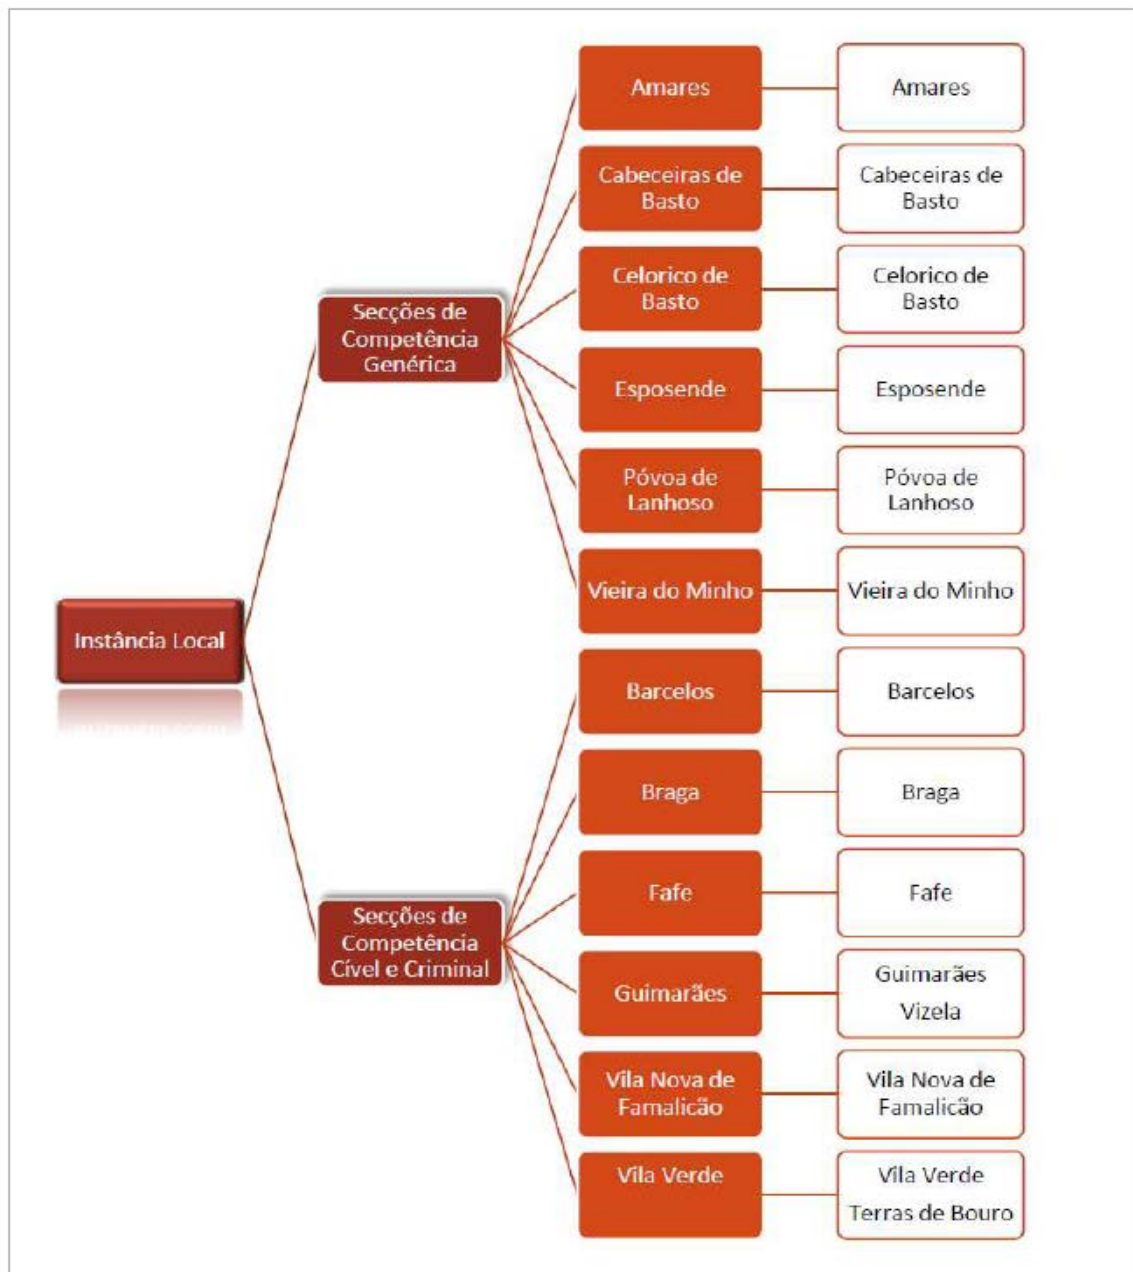 Instância Local
Secções de
Competência
Genérica
Amares
Amares
Cabeceiras de
Basto
Cabeceiras de
Basto
Celorico de
Basto
Celorico de
Basto
Esposende
Esposende
Póvoa de
Lanhoso
Póvoa de
Lanhoso
Vieira do Minho
Vieira do Minho
Secções de
Competência
Cível e Criminal
Barcelos
Barcelos
Braga
Braga
Fafe
Fafe
Guimarães
Guimarães
Vizela
Vila Nova de
Famalicão
Vila Nova de
Famalicão
Vila Verde
Vila Verde
Terras de Bouro